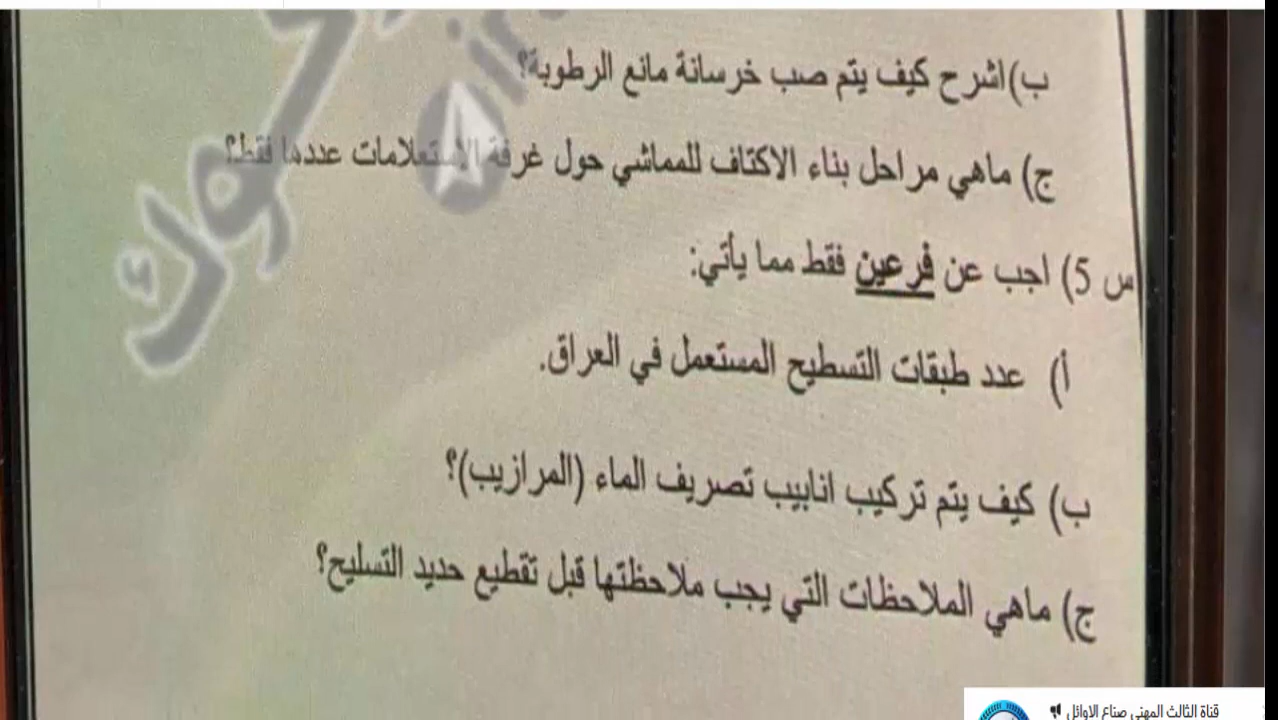 ب) اشرح كيف يتم صب خرسانة مانع الرطوبة؟
ج) ماهي مراحل بناء الاكتاف للمماشي حول غرفة الاستعلامات عددها فقط؟
س 5) اجب عن فرعين فقط مما يأتي:
أ) عدد طبقات التسطيح المستعمل في العراق.
ب) كيف يتم تركيب انابيب تصريف الماء (المرازيب)؟
ج) ماهي الملاحظات التي يجب ملاحظتها قبل تقطيع حديد التسليح؟
قناة الثالث المهني صناع الاوائل